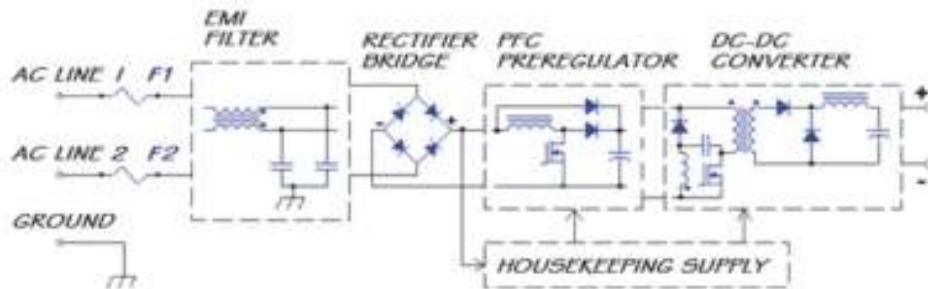 EMI
FILTER
RECTIFIER
BRIDGE
PFC
PREREGULATOR
DC-DC
CONVERTER
AC LINE 1 F1
AC LINE 2 F2
GROUND
HOUSEKEEPING SUPPLY
- +
+
-